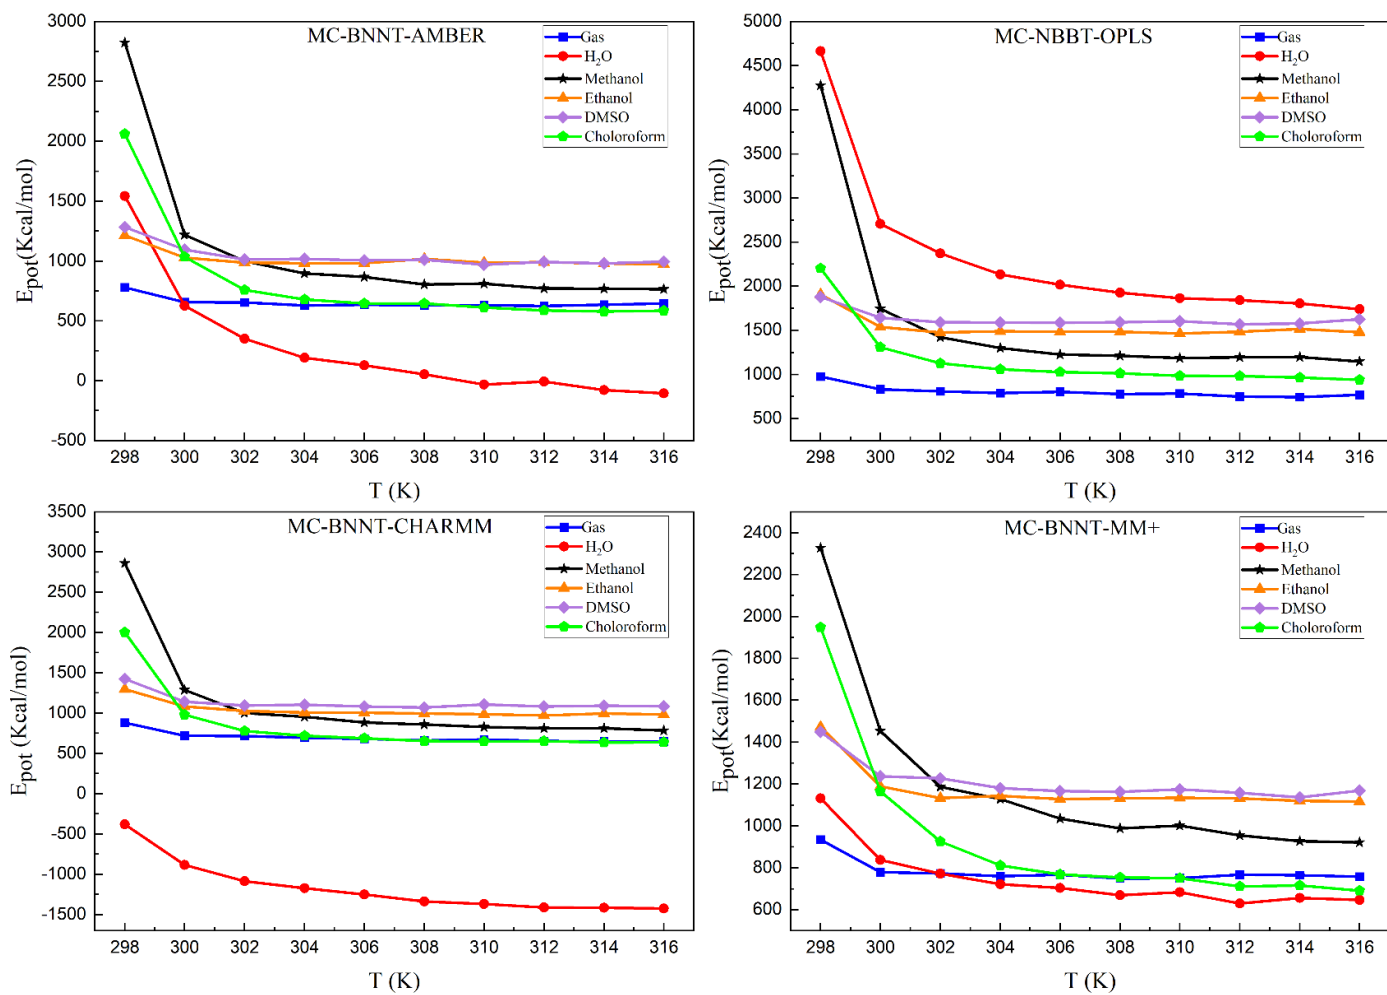 MC-BNNT-AMBER
Gas
H₂O
Methanol
Ethanol
DMSO
Choloroform
3000
2500
2000
1500
1000
500
0
-500
Epot(Kcal/mol)
298 300 302 304 306 308 310 312 314 316
T (K)
MC-NBBT-OPLS
Gas
H₂O
Methanol
Ethanol
DMSO
Choloroform
5000
4500
4000
3500
3000
2500
2000
1500
1000
500
Epot(Kcal/mol)
298 300 302 304 306 308 310 312 314 316
T (K)
MC-BNNT-CHARMM
Gas
H₂O
Methanol
Ethanol
DMSO
Choloroform
3500
3000
2500
2000
1500
1000
500
0
-500
-1000
-1500
Epot (Kcal/mol)
298 300 302 304 306 308 310 312 314 316
T (K)
MC-BNNT-MM+
Gas
H₂O
Methanol
Ethanol
DMSO
Choloroform
2400
2200
2000
1800
1600
1400
1200
1000
800
600
Epot(Kcal/mol)
298 300 302 304 306 308 310 312 314 316
T (K)